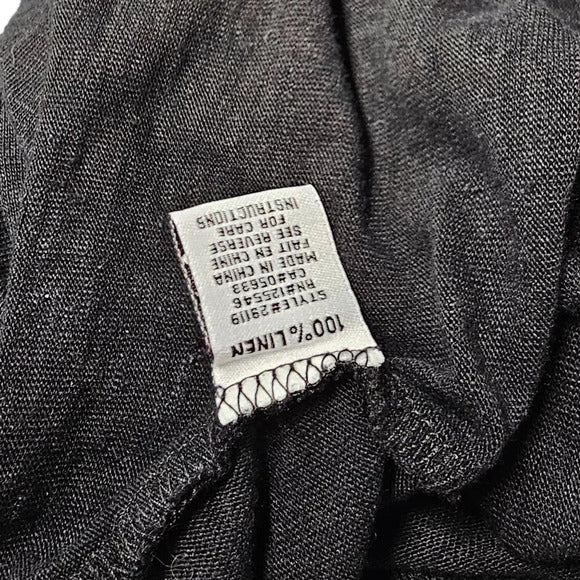 100% LINEN
STYLE#29119
RN#125546
CA#05633
MADE IN CHINA
FAIT EN CHINE
SEE REVERSE
FOR CARE
INSTRUCTIONS